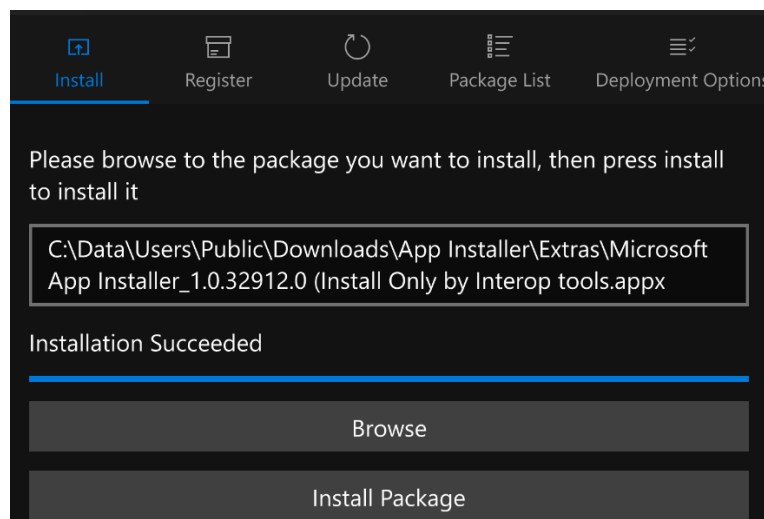 Install
Register
Update
Package List
Deployment Options
Please browse to the package you want to install, then press install
to install it
C:\Data\Users\Public\Downloads\App Installer\Extras\Microsoft
App Installer_1.0.32912.0 (Install Only by Interop tools.appx
Installation Succeeded
Browse
Install Package